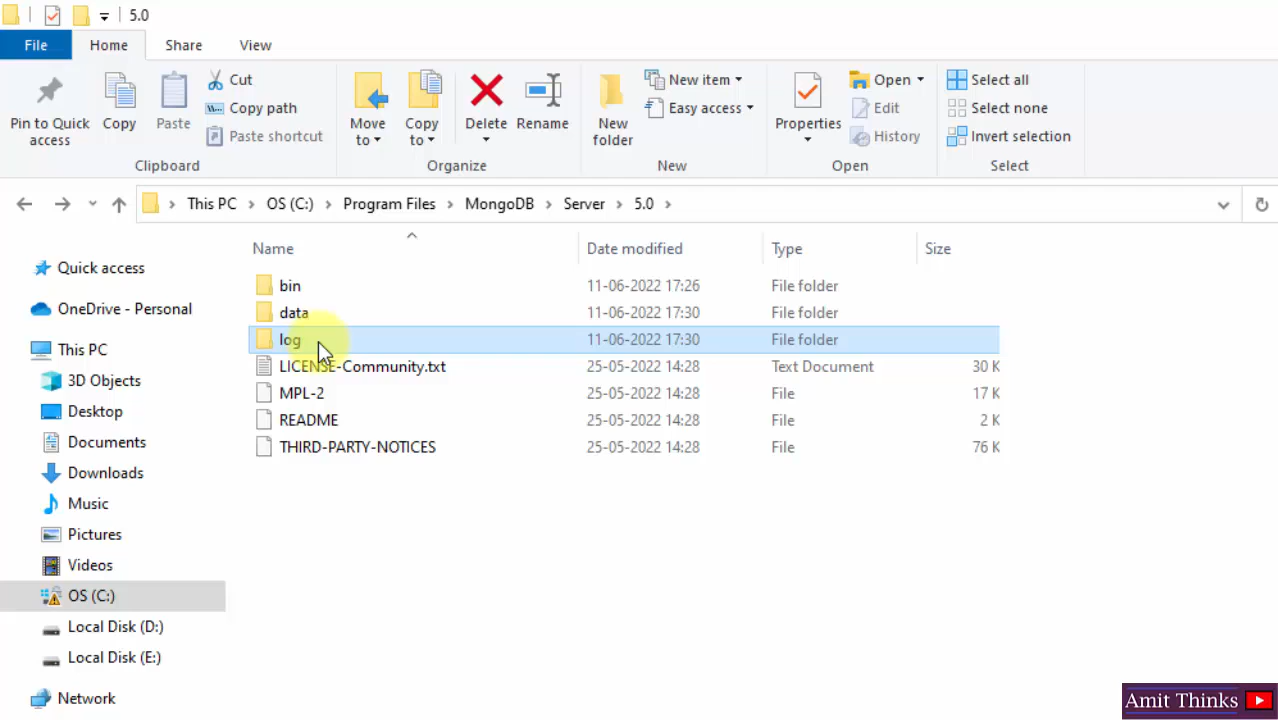 5.0
File Home Share View
Pin to Quick access
Copy
Paste
Cut
Copy path
Paste shortcut
Clipboard
Move to
Copy to
Delete
Rename
Organize
New folder
New item
Easy access
New
Properties
Open
Edit
History
Open
Select all
Select none
Invert selection
Select
This PC > OS (C:) > Program Files > MongoDB > Server > 5.0 >
Quick access
OneDrive - Personal
This PC
3D Objects
Desktop
Documents
Downloads
Music
Pictures
Videos
OS (C:)
Local Disk (D:)
Local Disk (E:)
Network
Name Date modified Type Size
bin 11-06-2022 17:26 File folder
data 11-06-2022 17:30 File folder
log 11-06-2022 17:30 File folder
LICENSE-Community.txt 25-05-2022 14:28 Text Document 30 K
MPL-2 25-05-2022 14:28 File 17 K
README 25-05-2022 14:28 File 2 K
THIRD-PARTY-NOTICES 25-05-2022 14:28 File 76 K
Amit Thinks